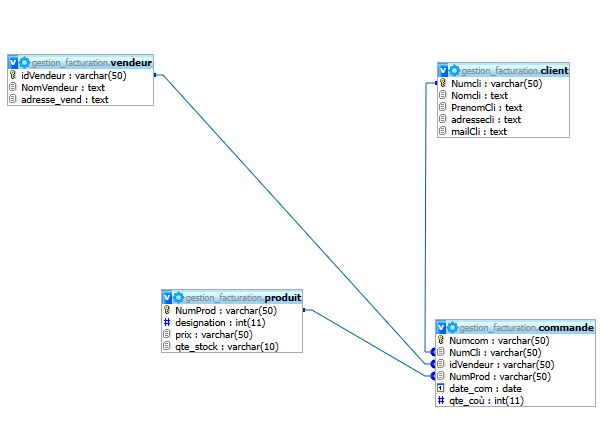 gestion_facturation.vendeur
idVendeur : varchar(50)
NomVendeur : text
adresse_vend : text
gestion_facturation.client
Numcli : varchar(50)
Nomcli : text
PrenomCli : text
adressecli : text
mailCli : text
gestion_facturation.produit
NumProd : varchar(50)
# designation : int(11)
prix : varchar(50)
qte_stock : varchar(10)
gestion_facturation.commande
Numcom : varchar(50)
NumCli : varchar(50)
idVendeur : varchar(50)
NumProd : varchar(50)
date_com : date
# qte_coù : int(11)